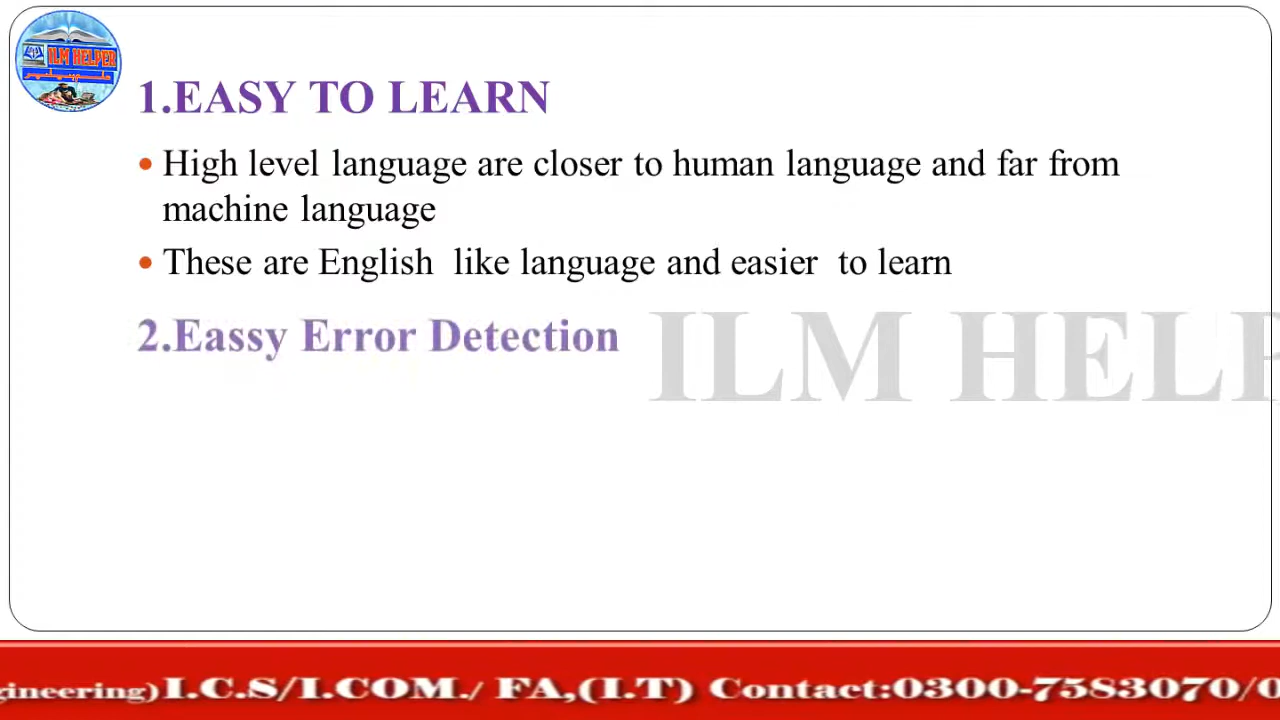 ILM HELPER
1.EASY TO LEARN
• High level language are closer to human language and far from
machine language
• These are English like language and easier to learn
2.Eassy Error Detection
ILM HELP
gineering)I.C.S/I.COM./ FA,(I.T) Contact:0300-7583070/0